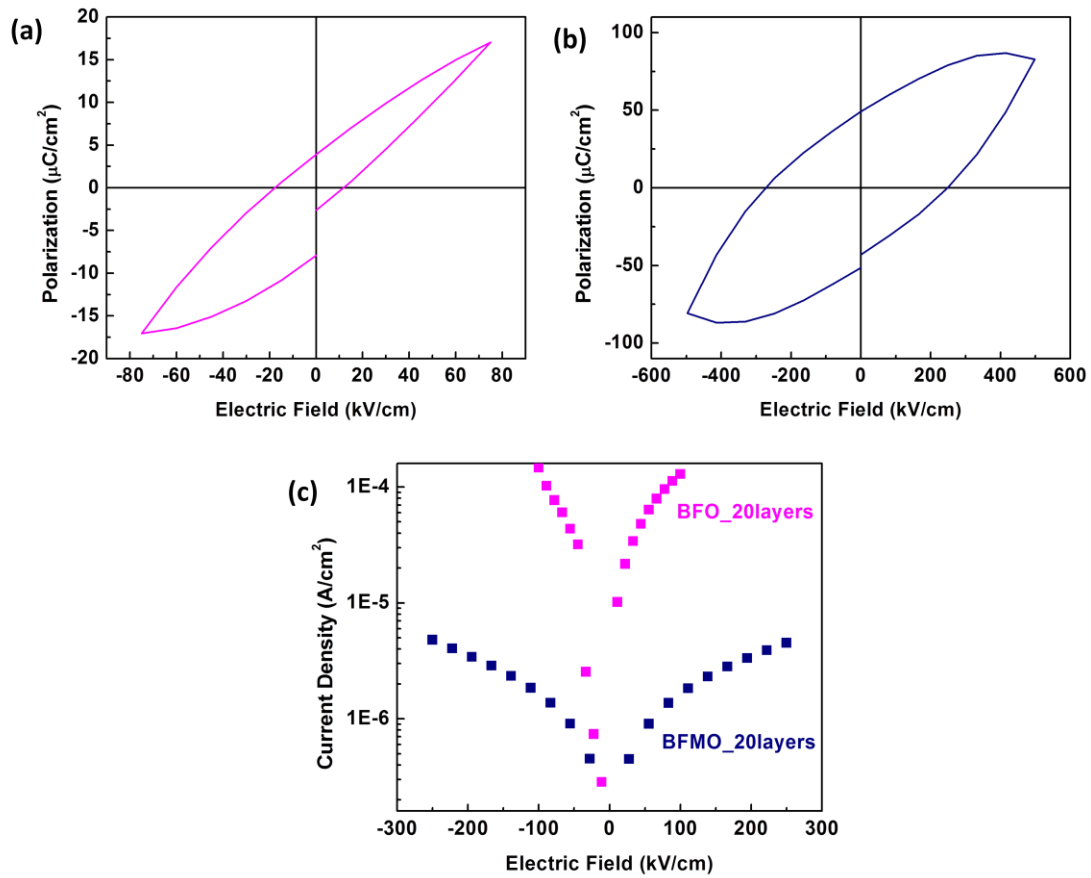 (a)
20
15
10
5
0
-5
-10
-15
-20
Polarization (μC/cm²)
-80 -60 -40 -20 0 20 40 60 80
Electric Field (kV/cm)
(b)
100
50
0
-50
-100
Polarization (μC/cm²)
-600 -400 -200 0 200 400 600
Electric Field (kV/cm)
(c)
1E-4
1E-5
1E-6
Current Density (A/cm²)
BFO_20layers
BFMO_20layers
-300 -200 -100 0 100 200 300
Electric Field (kV/cm)